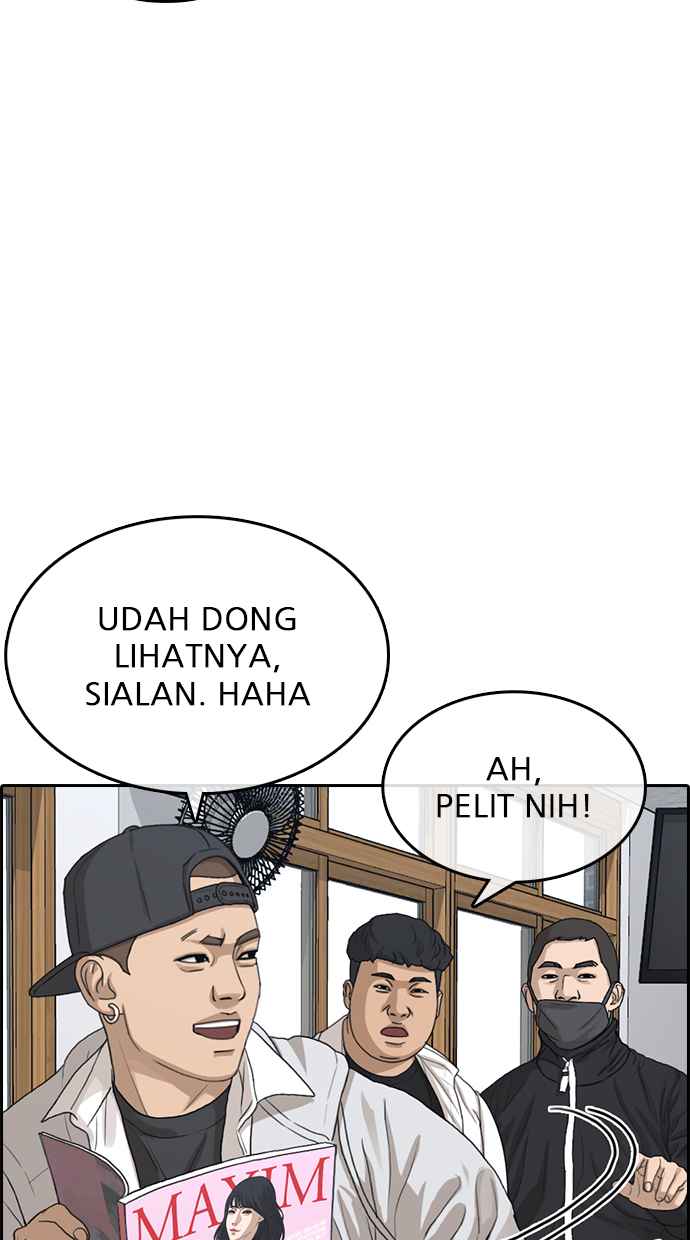 UDAH DONG
LIHATNYA,
SIALAN. HAHA
AH,
PELIT NIH!
MAXIM